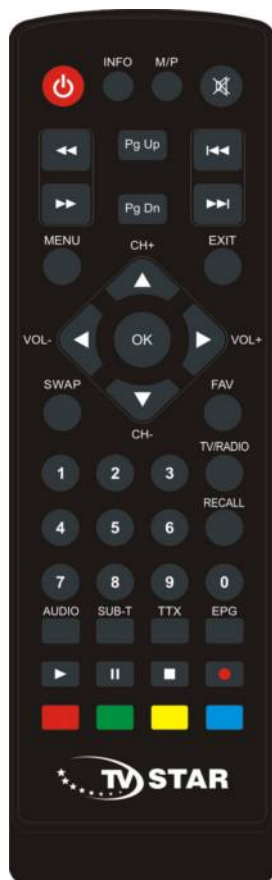 INFO M/P
Pg Up
Pg Dn
MENU CH+ EXIT
VOL- OK VOL+
SWAP FAV
CH-
TV/RADIO
1 2 3
RECALL
4 5 6
7 8 9 0
AUDIO SUB-T TTX EPG
TV STAR